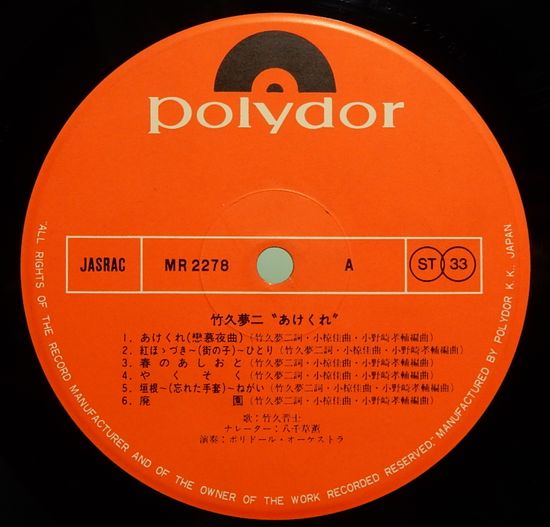 polydor
JASRAC
MR 2278
A
ST 33
竹久夢二 〝あけくれ〟
1. あけくれ(戀慕夜曲) (竹久夢二詞・小椋佳曲・小野崎孝輔編曲)
2. 紅ほゝづき~(街の子)~ひとり (竹久夢二詞・小椋佳曲・小野崎孝輔編曲)
3. 春のあしおと (竹久夢二詞・小椋佳曲・小野崎孝輔編曲)
4. やくそく (竹久夢二詞・小椋佳曲・小野崎孝輔編曲)
5. 垣根~(忘れた手套)~ねがい (竹久夢二詞・小椋佳曲・小野崎孝輔編曲)
6. 廃園 (竹久夢二詞・小椋佳曲・小野崎孝輔編曲)
歌:竹久晋士
ナレーター:八千草薫
演奏:ポリドール・オーケストラ
"ALL RIGHTS OF THE RECORD MANUFACTURER AND OF THE OWNER OF THE WORK RECORDED RESERVED." MANUFACTURED BY POLYDOR K.K., JAPAN